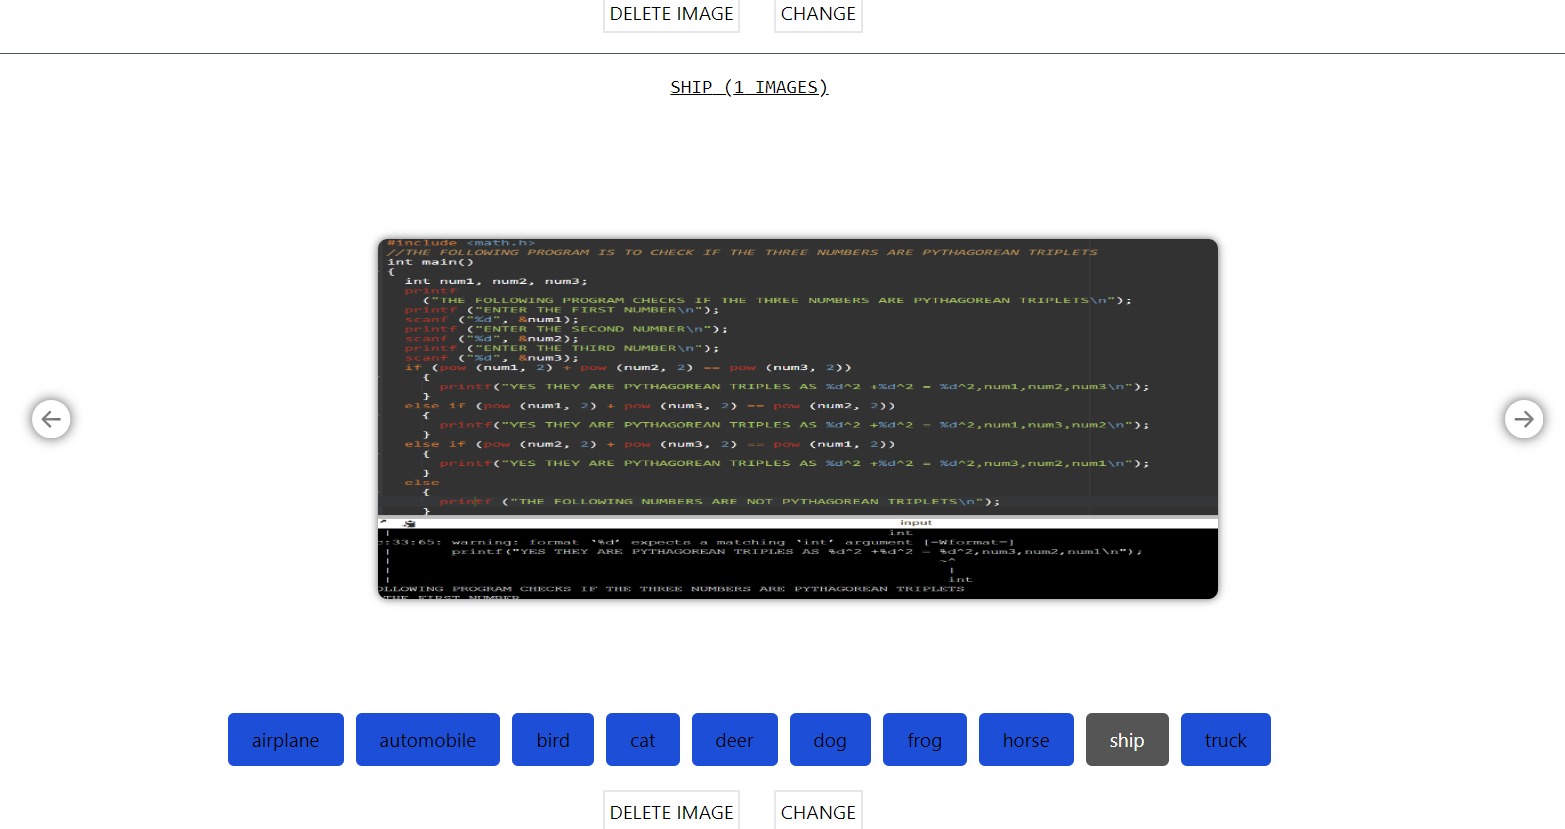 DELETE IMAGE CHANGE
SHIP (1 IMAGES)
#include <math.h>
//THE FOLLOWING PROGRAM IS TO CHECK IF THE THREE NUMBERS ARE PYTHAGOREAN TRIPLETS
int main()
{
int num1, num2, num3;
printf
("THE FOLLOWING PROGRAM CHECKS IF THE THREE NUMBERS ARE PYTHAGOREAN TRIPLETS\n");
printf ("ENTER THE FIRST NUMBER\n");
scanf ("%d", &num1);
printf ("ENTER THE SECOND NUMBER\n");
scanf ("%d", &num2);
printf ("ENTER THE THIRD NUMBER\n");
scanf ("%d", &num3);
if (pow (num1, 2) + pow (num2, 2) == pow (num3, 2))
{
printf("YES THEY ARE PYTHAGOREAN TRIPLES AS %d^2 +%d^2 = %d^2,num1,num2,num3\n");
}
else if (pow (num1, 2) + pow (num3, 2) == pow (num2, 2))
{
printf("YES THEY ARE PYTHAGOREAN TRIPLES AS %d^2 +%d^2 = %d^2,num1,num3,num2\n");
}
else if (pow (num2, 2) + pow (num3, 2) == pow (num1, 2))
{
printf("YES THEY ARE PYTHAGOREAN TRIPLES AS %d^2 +%d^2 = %d^2,num3,num2,num1\n");
}
else
{
printf ("THE FOLLOWING NUMBERS ARE NOT PYTHAGOREAN TRIPLETS\n");
}
input
| int
:33:65: warning: format ‘%d’ expects a matching ‘int’ argument [-Wformat=]
| printf("YES THEY ARE PYTHAGOREAN TRIPLES AS %d^2 +%d^2 = %d^2,num3,num2,num1\n");
| ~^
| |
| int
OLLOWING PROGRAM CHECKS IF THE THREE NUMBERS ARE PYTHAGOREAN TRIPLETS
THE FIRST NUMBER
airplane automobile bird cat deer dog frog horse ship truck
DELETE IMAGE CHANGE